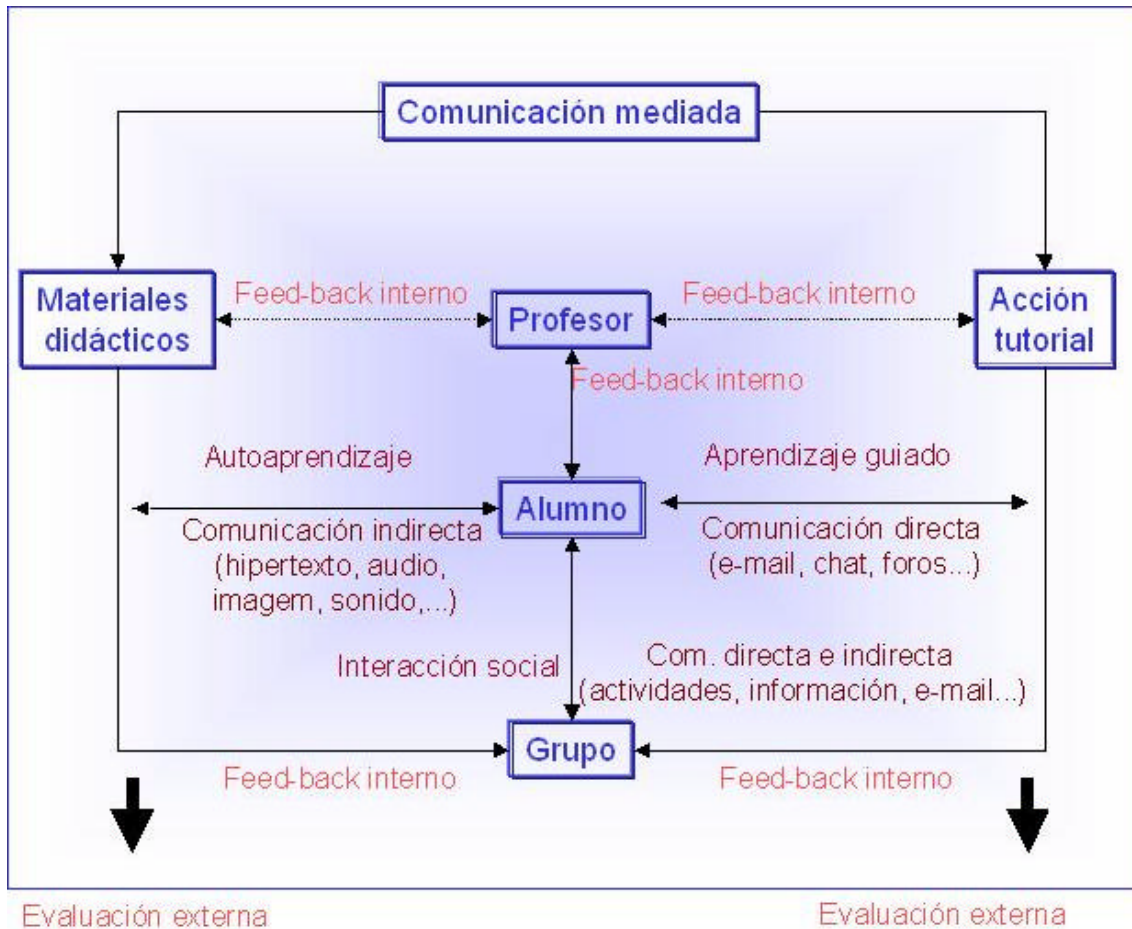 Comunicación mediada
Materiales
didácticos
Feed-back interno
Profesor
Feed-back interno
Acción
tutorial
Feed-back interno
Autoaprendizaje
Aprendizaje guiado
Alumno
Comunicación indirecta
(hipertexto, audio,
imagem, sonido,...)
Comunicación directa
(e-mail, chat, foros...)
Interacción social
Com. directa e indirecta
(actividades, información, e-mail...)
Grupo
Feed-back interno
Feed-back interno
Evaluación externa
Evaluación externa